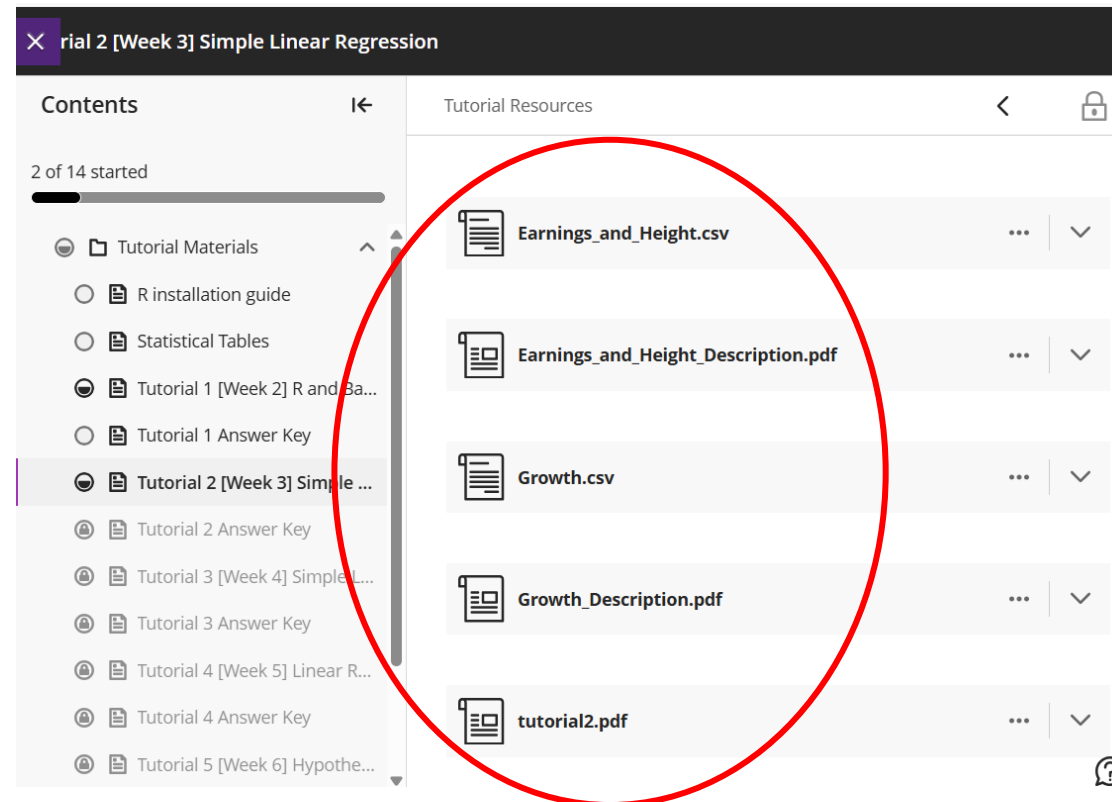 rial 2 [Week 3] Simple Linear Regression
Contents
2 of 14 started
Tutorial Materials
R installation guide
Statistical Tables
Tutorial 1 [Week 2] R and Ba...
Tutorial 1 Answer Key
Tutorial 2 [Week 3] Simple ...
Tutorial 2 Answer Key
Tutorial 3 [Week 4] Simple L...
Tutorial 3 Answer Key
Tutorial 4 [Week 5] Linear R...
Tutorial 4 Answer Key
Tutorial 5 [Week 6] Hypothe...
Tutorial Resources
Earnings_and_Height.csv
Earnings_and_Height_Description.pdf
Growth.csv
Growth_Description.pdf
tutorial2.pdf